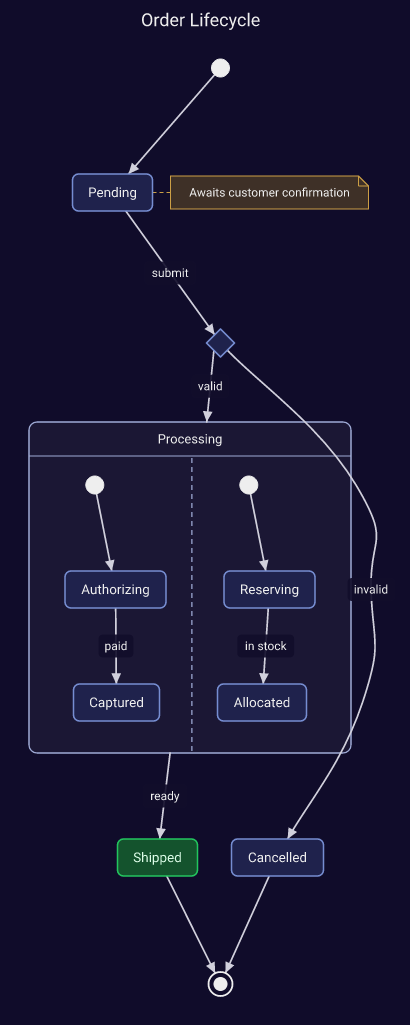 Order Lifecycle
Pending
Awaits customer confirmation
submit
valid
Processing
Authorizing
Reserving
invalid
paid
in stock
Captured
Allocated
ready
Shipped
Cancelled